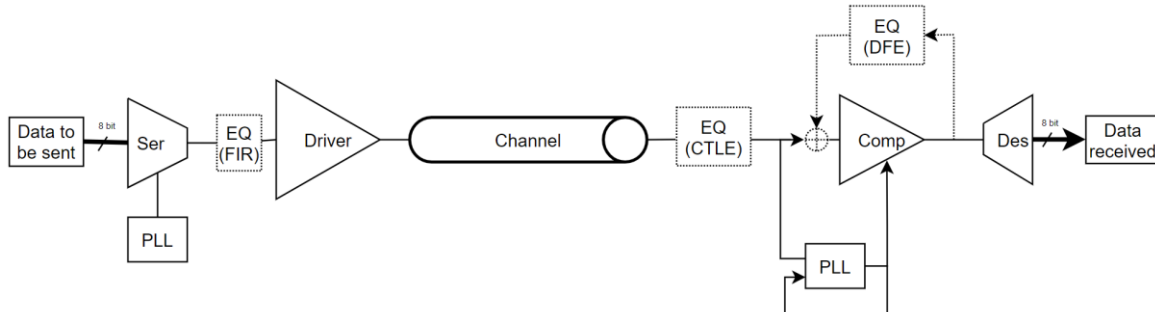 EQ
(DFE)
8 bit
Data to
be sent
Ser
EQ
(FIR)
Driver
Channel
EQ
(CTLE)
Comp
Des
8 bit
Data
received
PLL
PLL